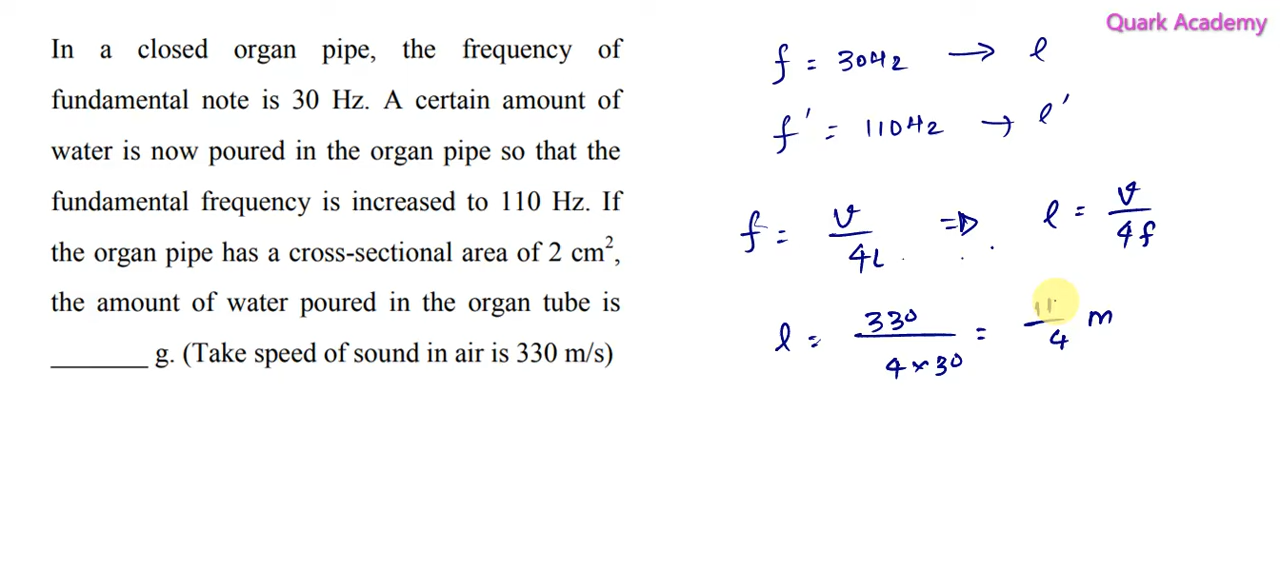 Quark Academy
In a closed organ pipe, the frequency of
fundamental note is 30 Hz. A certain amount of
water is now poured in the organ pipe so that the
fundamental frequency is increased to 110 Hz. If
the organ pipe has a cross-sectional area of 2 cm²,
the amount of water poured in the organ tube is
________ g. (Take speed of sound in air is 330 m/s)
f = 30Hz → l
f' = 110Hz → l'
f = v/4L ⇒ l = v/4f
l = 330/4×30 = 11/4 m